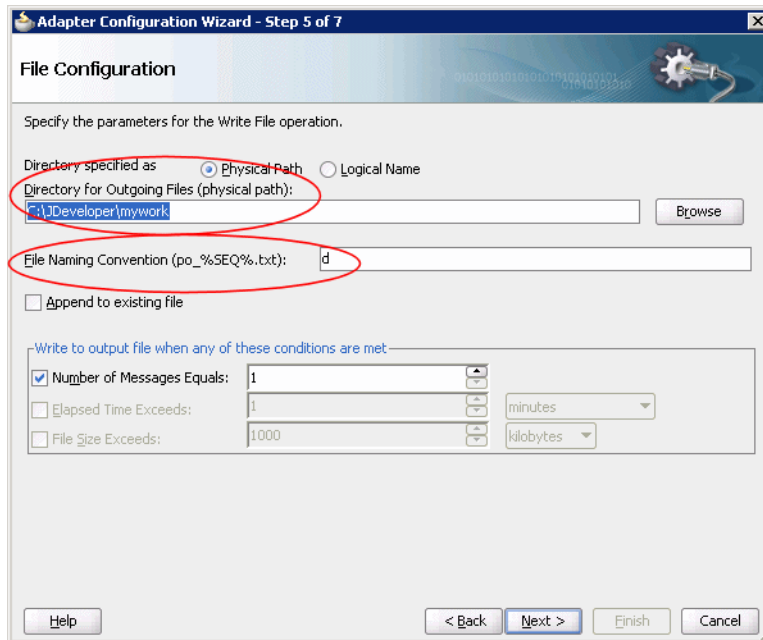 Adapter Configuration Wizard - Step 5 of 7
File Configuration
0101010101010101010101010101
01010101010
Specify the parameters for the Write File operation.
Directory specified as Physical Path Logical Name
Directory for Outgoing Files (physical path):
C:\JDeveloper\mywork Browse
File Naming Convention (po_%SEQ%.txt): d
Append to existing file
Write to output file when any of these conditions are met
Number of Messages Equals: 1
Elapsed Time Exceeds: 1 minutes
File Size Exceeds: 1000 kilobytes
Help < Back Next > Finish Cancel